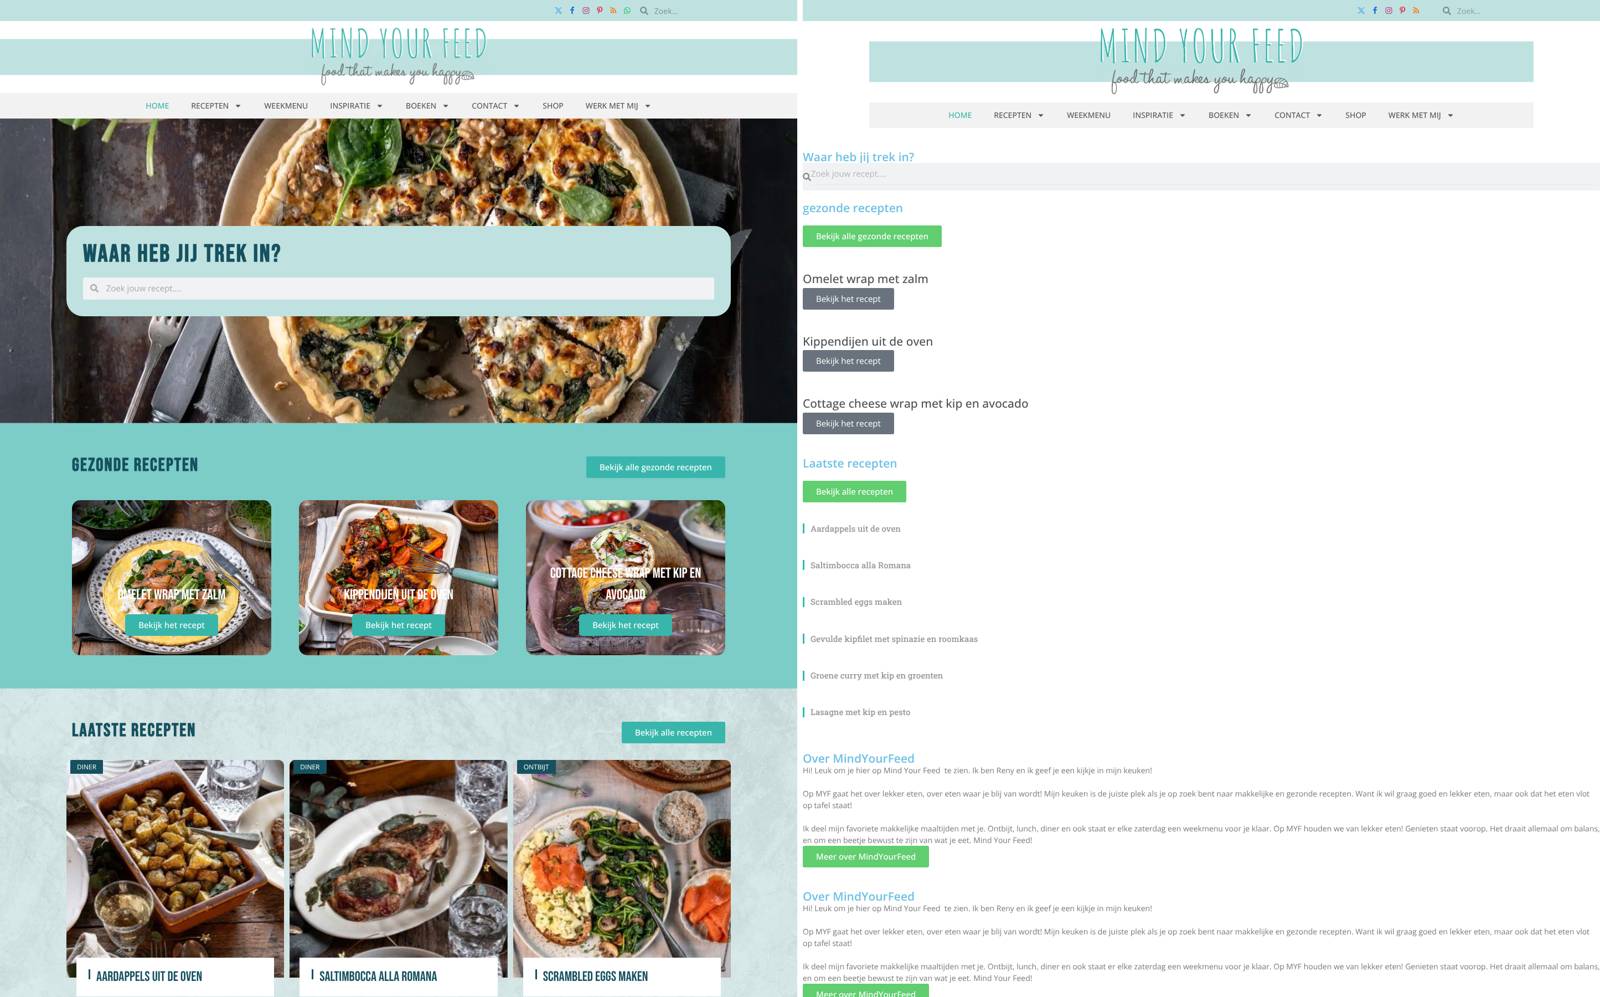 Zoek...
MIND YOUR FEED
food that makes you happy
HOME RECEPTEN WEEKMENU INSPIRATIE BOEKEN CONTACT SHOP WERK MET MIJ
WAAR HEB JIJ TREK IN?
Zoek jouw recept....
GEZONDE RECEPTEN
Bekijk alle gezonde recepten
OMELET WRAP MET ZALM
Bekijk het recept
KIPPENDIJEN UIT DE OVEN
Bekijk het recept
COTTAGE CHEESE WRAP MET KIP EN
AVOCADO
Bekijk het recept
LAATSTE RECEPTEN
Bekijk alle recepten
DINER
AARDAPPELS UIT DE OVEN
DINER
SALTIMBOCCA ALLA ROMANA
ONTBIJT
SCRAMBLED EGGS MAKEN
Zoek...
MIND YOUR FEED
food that makes you happy
HOME RECEPTEN WEEKMENU INSPIRATIE BOEKEN CONTACT SHOP WERK MET MIJ
Waar heb jij trek in?
Zoek jouw recept....
gezonde recepten
Bekijk alle gezonde recepten
Omelet wrap met zalm
Bekijk het recept
Kippendijen uit de oven
Bekijk het recept
Cottage cheese wrap met kip en avocado
Bekijk het recept
Laatste recepten
Bekijk alle recepten
Aardappels uit de oven
Saltimbocca alla Romana
Scrambled eggs maken
Gevulde kipfilet met spinazie en roomkaas
Groene curry met kip en groenten
Lasagne met kip en pesto
Over MindYourFeed
Hi! Leuk om je hier op Mind Your Feed te zien. Ik ben Reny en ik geef je een kijkje in mijn keuken!
Op MYF gaat het over lekker eten, over eten waar je blij van wordt! Mijn keuken is de juiste plek als je op zoek bent naar makkelijke en gezonde recepten. Want ik wil graag goed en lekker eten, maar ook dat het eten vlot
op tafel staat!
Ik deel mijn favoriete makkelijke maaltijden met je. Ontbijt, lunch, diner en ook staat er elke zaterdag een weekmenu voor je klaar. Op MYF houden we van lekker eten! Genieten staat voorop. Het draait allemaal om balans,
en om een beetje bewust te zijn van wat je eet. Mind Your Feed!
Meer over MindYourFeed
Over MindYourFeed
Hi! Leuk om je hier op Mind Your Feed te zien. Ik ben Reny en ik geef je een kijkje in mijn keuken!
Op MYF gaat het over lekker eten, over eten waar je blij van wordt! Mijn keuken is de juiste plek als je op zoek bent naar makkelijke en gezonde recepten. Want ik wil graag goed en lekker eten, maar ook dat het eten vlot
op tafel staat!
Ik deel mijn favoriete makkelijke maaltijden met je. Ontbijt, lunch, diner en ook staat er elke zaterdag een weekmenu voor je klaar. Op MYF houden we van lekker eten! Genieten staat voorop. Het draait allemaal om balans,
en om een beetje bewust te zijn van wat je eet. Mind Your Feed!
Meer over MindYourFeed